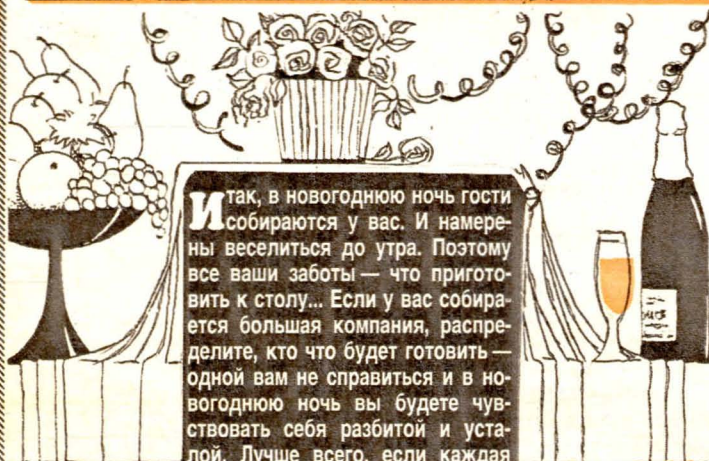 Итак, в новогоднюю ночь гости
собираются у вас. И намере-
ны веселиться до утра. Поэтому
все ваши заботы — что пригото-
вить к столу... Если у вас собира-
ется большая компания, распре-
делите, кто что будет готовить —
одной вам не справиться и в но-
вогоднюю ночь вы будете чув-
ствовать себя разбитой и уста-
лой. Лучше всего, если каждая